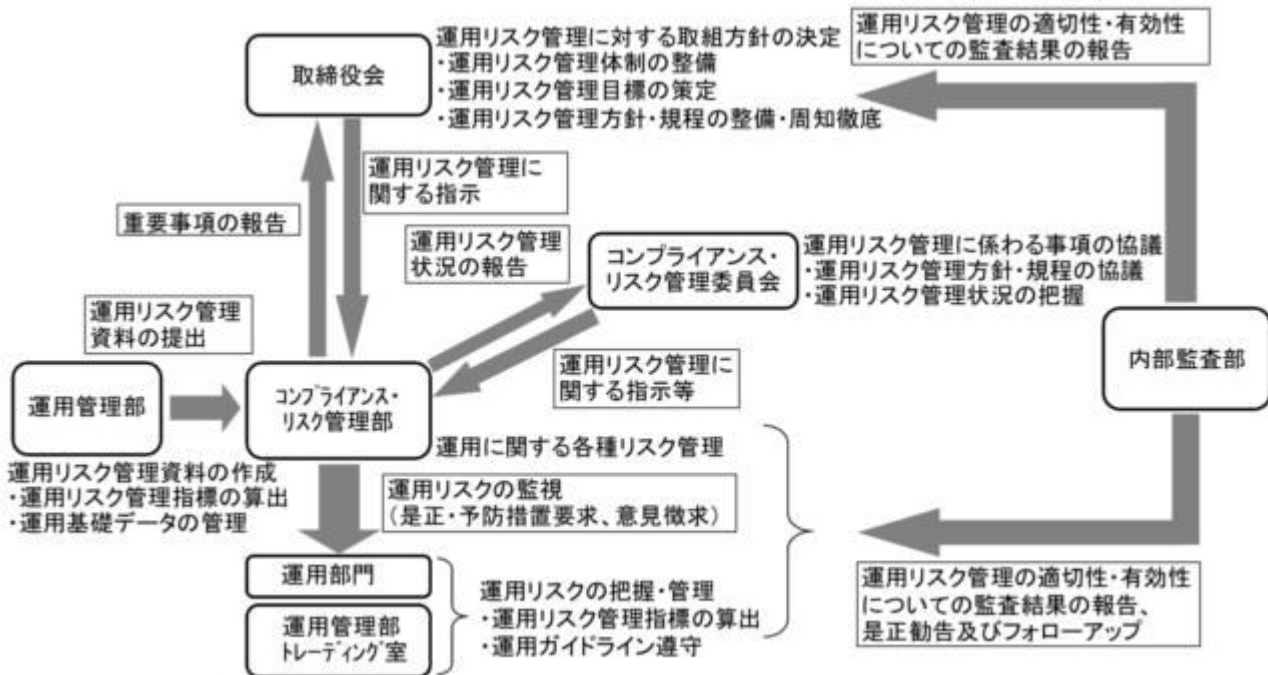 取締役会
運用リスク管理に対する取組方針の決定
・運用リスク管理体制の整備
・運用リスク管理目標の策定
・運用リスク管理方針・規程の整備・周知徹底
運用リスク管理の適切性・有効性
についての監査結果の報告
運用リスク管理に
関する指示
重要事項の報告
運用リスク管理
状況の報告
コンプライアンス・
リスク管理委員会
運用リスク管理に係わる事項の協議
・運用リスク管理方針・規程の協議
・運用リスク管理状況の把握
運用リスク管理
資料の提出
運用リスク管理に
関する指示等
内部監査部
運用管理部
コンプライアンス・
リスク管理部
運用に関する各種リスク管理
運用リスク管理資料の作成
・運用リスク管理指標の算出
・運用基礎データの管理
運用リスクの監視
(是正・予防措置要求、意見徴求)
運用部門
運用管理部
トレーディング室
運用リスクの把握・管理
・運用リスク管理指標の算出
・運用ガイドライン遵守
運用リスク管理の適切性・有効性
についての監査結果の報告、
是正勧告及びフォローアップ